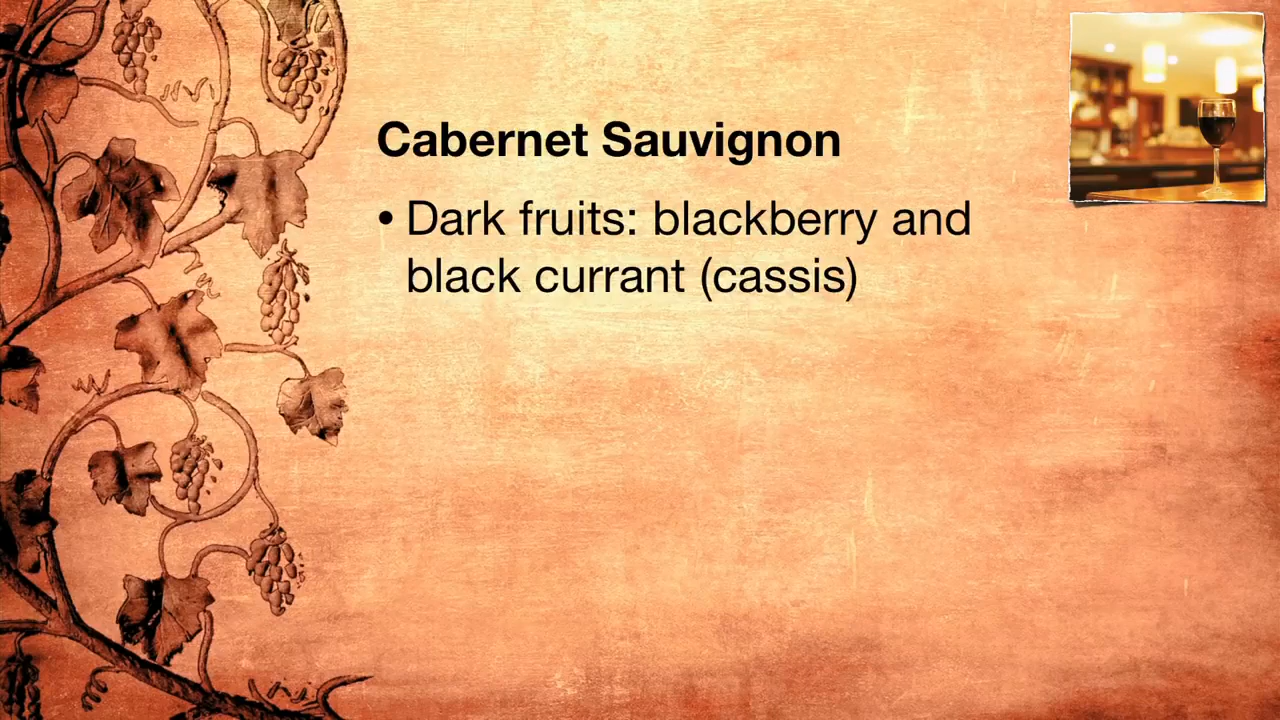 Cabernet Sauvignon
• Dark fruits: blackberry and
black currant (cassis)